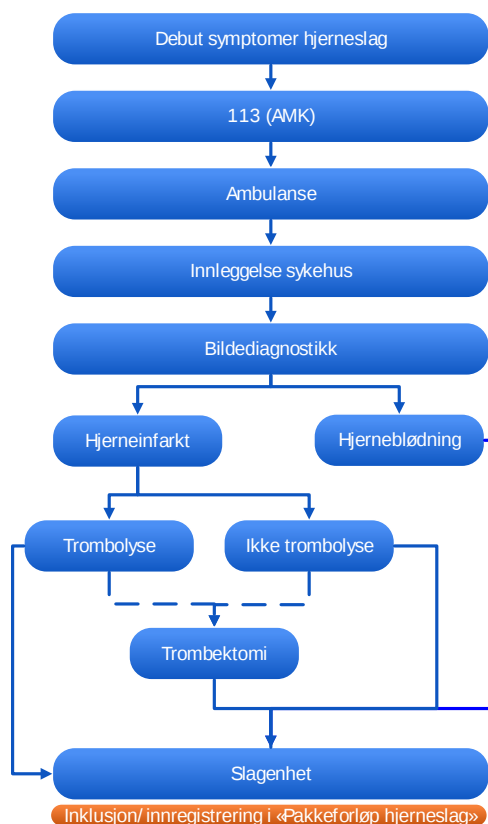 Debut symptomer hjerneslag
113 (AMK)
Ambulanse
Innleggelse sykehus
Bildediagnostikk
Hjerneinfarkt
Hjerneblødning
Trombolyse
Ikke trombolyse
Trombektomi
Slagenhet
Inklusjon/ innregistrering i «Pakkeforløp hjerneslag»